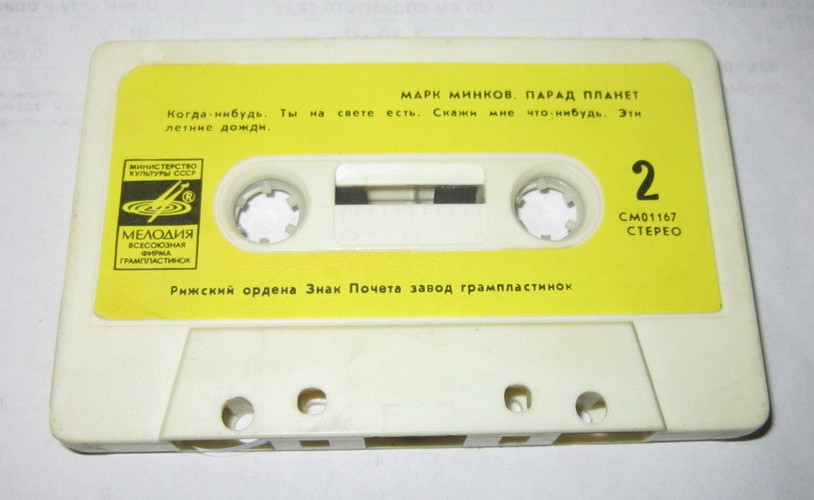 МАРК МИНКОВ. ПАРАД ПЛАНЕТ
Когда-нибудь. Ты на свете есть. Скажи мне что-нибудь. Эти
летние дожди.
МИНИСТЕРСТВО
КУЛЬТУРЫ СССР
®
МЕЛОДИЯ
ВСЕСОЮЗНАЯ
ФИРМА
ГРАМПЛАСТИНОК
2
СМ01167
СТЕРЕО
Рижский ордена Знак Почета завод грампластинок